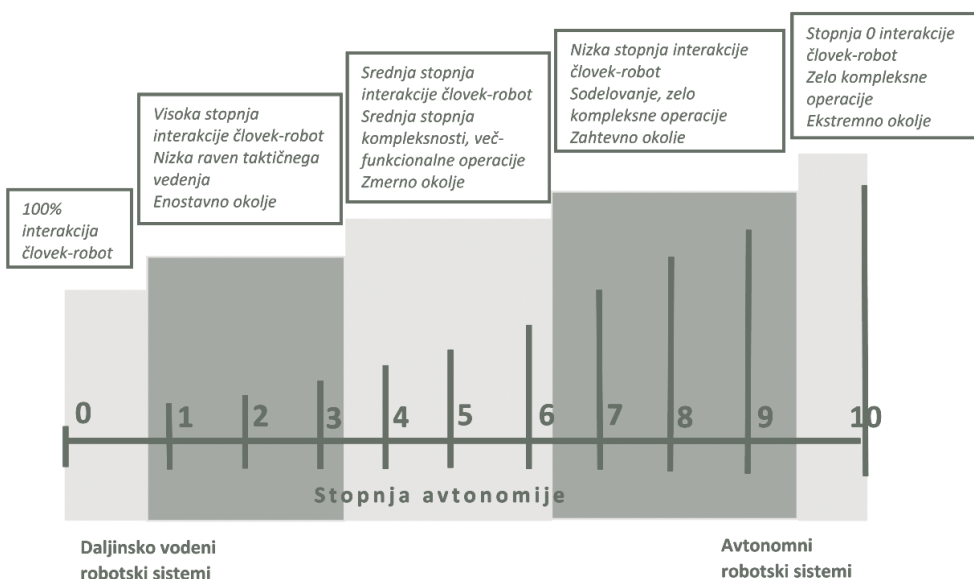 100%
interakcija
človek-robot
Visoka stopnja
interakcije človek-robot
Nizka raven taktičnega
vedenja
Enostavno okolje
Srednja stopnja
interakcije človek-robot
Srednja stopnja
kompleksnosti, več-
funkcionalne operacije
Zmerno okolje
Nizka stopnja interakcije
človek-robot
Sodelovanje, zelo
kompleksne operacije
Zahtevno okolie
Stopnja 0 interakcije
človek-robot
Zelo kompleksne
operacije
Ekstremno okolje
0 1 2 3 4 5 6 7 8 9 10
Stopnja avtonomije
Daljinsko vodeni
robotski sistemi
Avtonomni
robotski sistemi